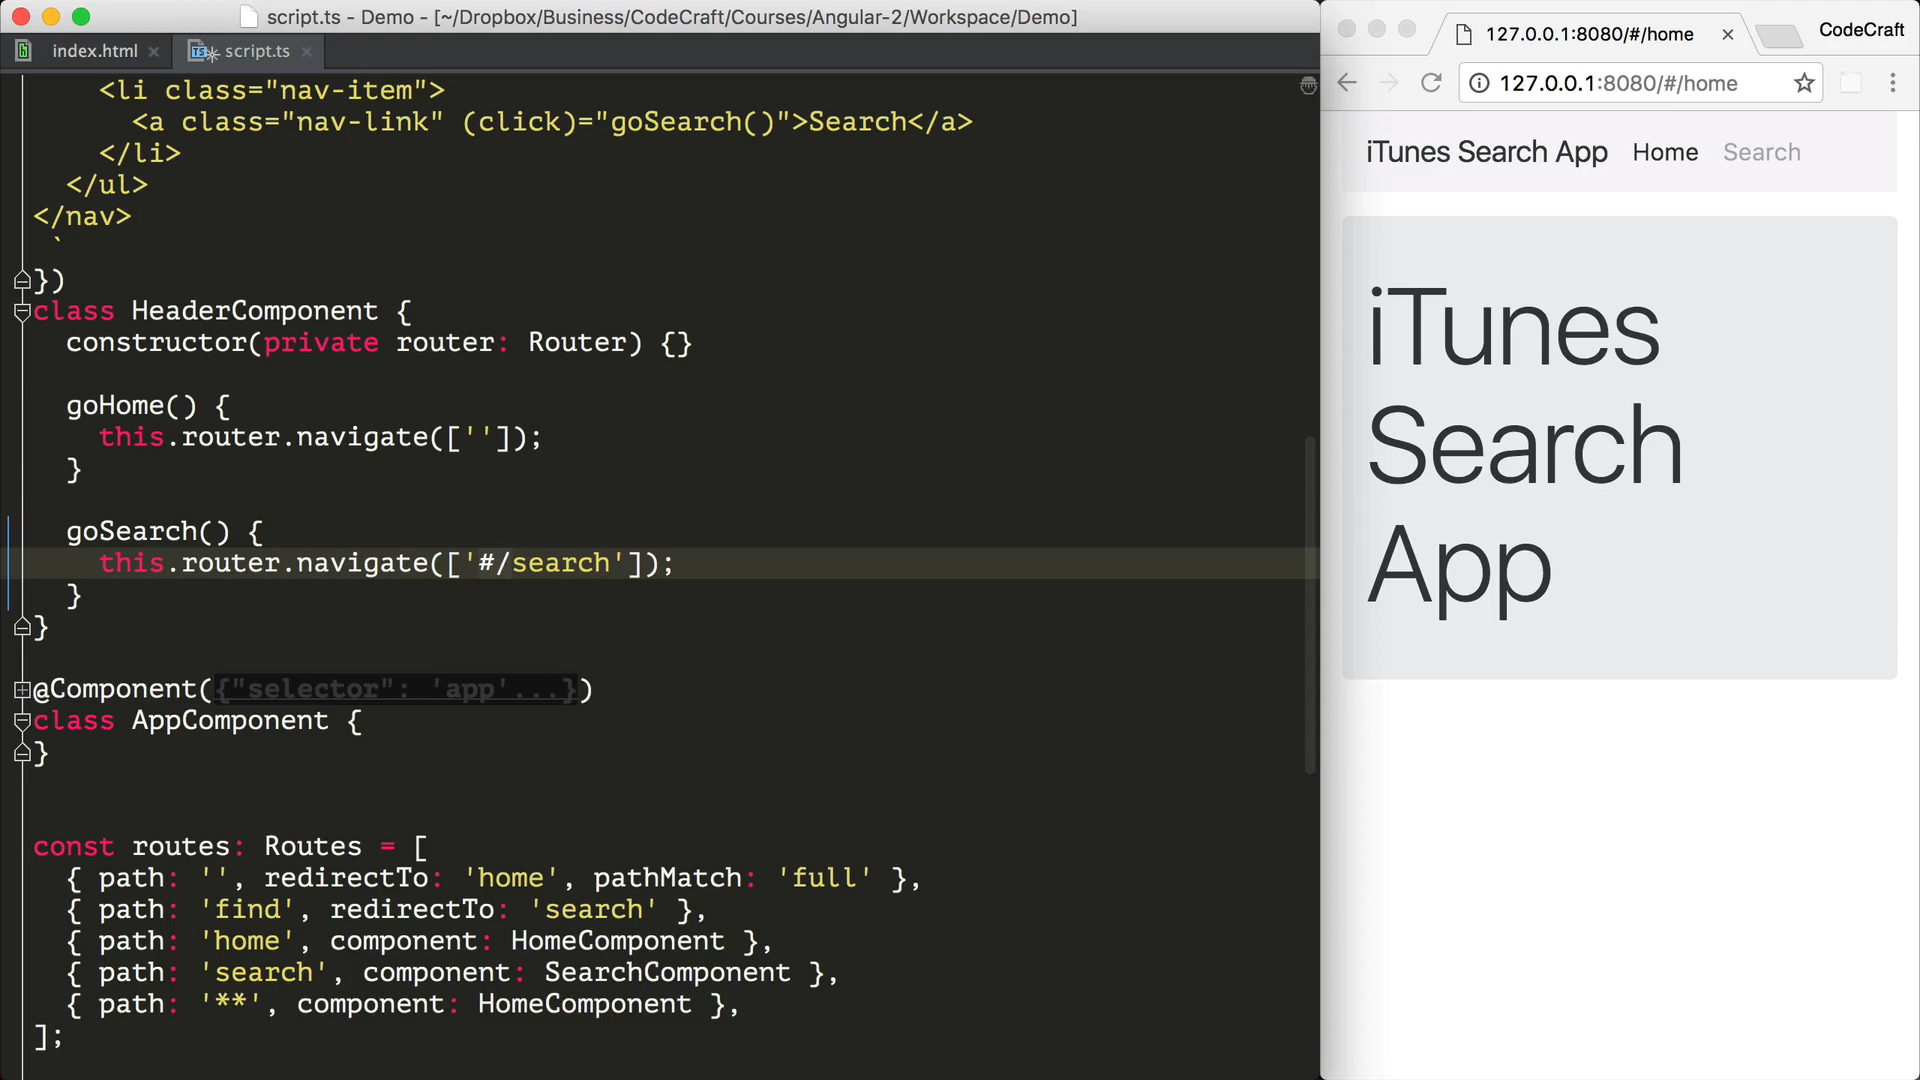 script.ts - Demo - [~/Dropbox/Business/CodeCraft/Courses/Angular-2/Workspace/Demo]
index.html
script.ts
<li class="nav-item">
<a class="nav-link" (click)="goSearch()">Search</a>
</li>
</ul>
</nav>
`
})
class HeaderComponent {
constructor(private router: Router) {}
goHome() {
this.router.navigate(['']);
}
goSearch() {
this.router.navigate(['#/search']);
}
}
@Component({"selector": 'app'...})
class AppComponent {
}
const routes: Routes = [
{ path: '', redirectTo: 'home', pathMatch: 'full' },
{ path: 'find', redirectTo: 'search' },
{ path: 'home', component: HomeComponent },
{ path: 'search', component: SearchComponent },
{ path: '**', component: HomeComponent },
];
127.0.0.1:8080/#/home
CodeCraft
127.0.0.1:8080/#/home
iTunes Search App Home Search
iTunes
Search
App